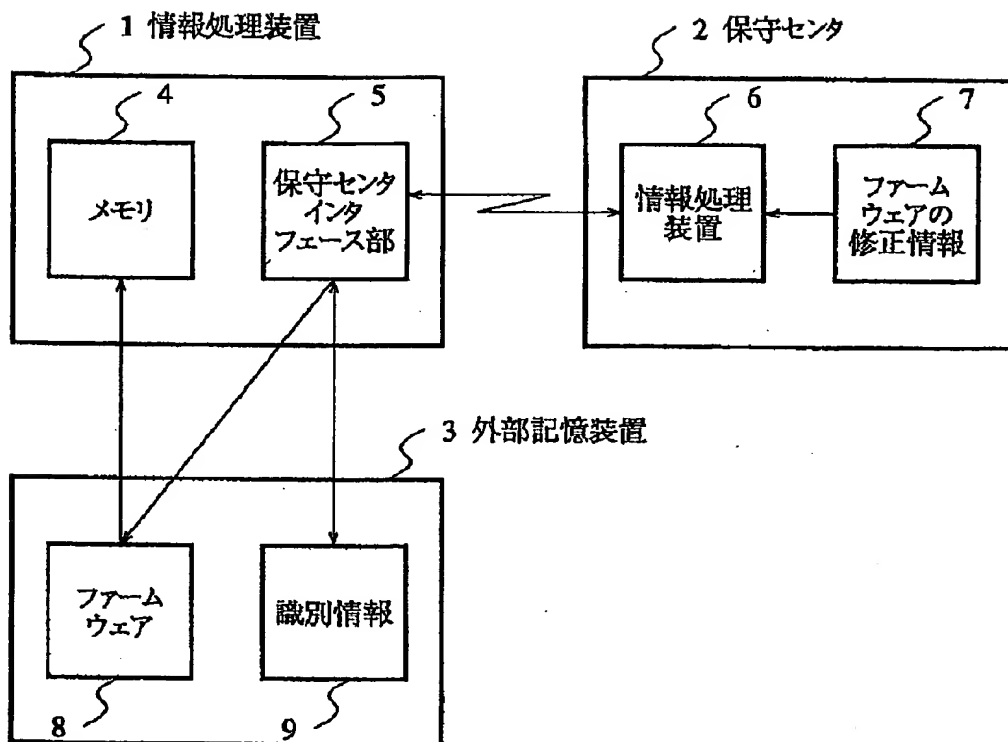 1 情報処理装置
2 保守センタ
4
5
6
7
メモリ
保守センタ
インタ
フェース部
情報処理
装置
ファーム
ウェアの
修正情報
3 外部記憶装置
ファーム
ウェア
識別情報
8
9